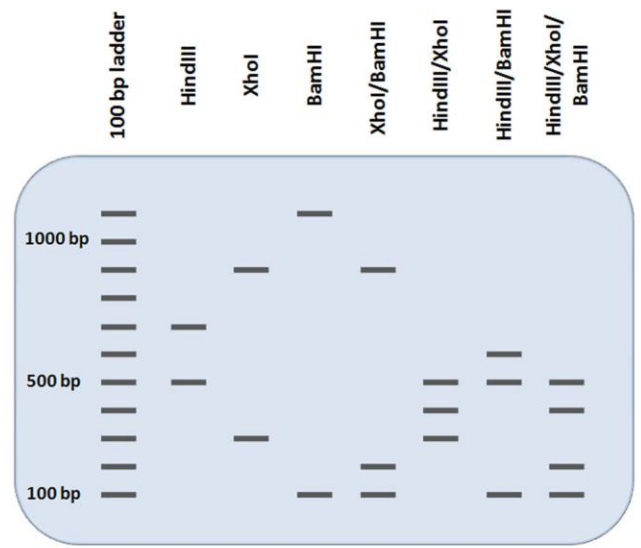 100 bp ladder
HindIII
XhoI
BamHI
XhoI/BamHI
HindIII/XhoI
HindIII/BamHI
HindIII/XhoI/
BamHI
1000 bp
500 bp
100 bp